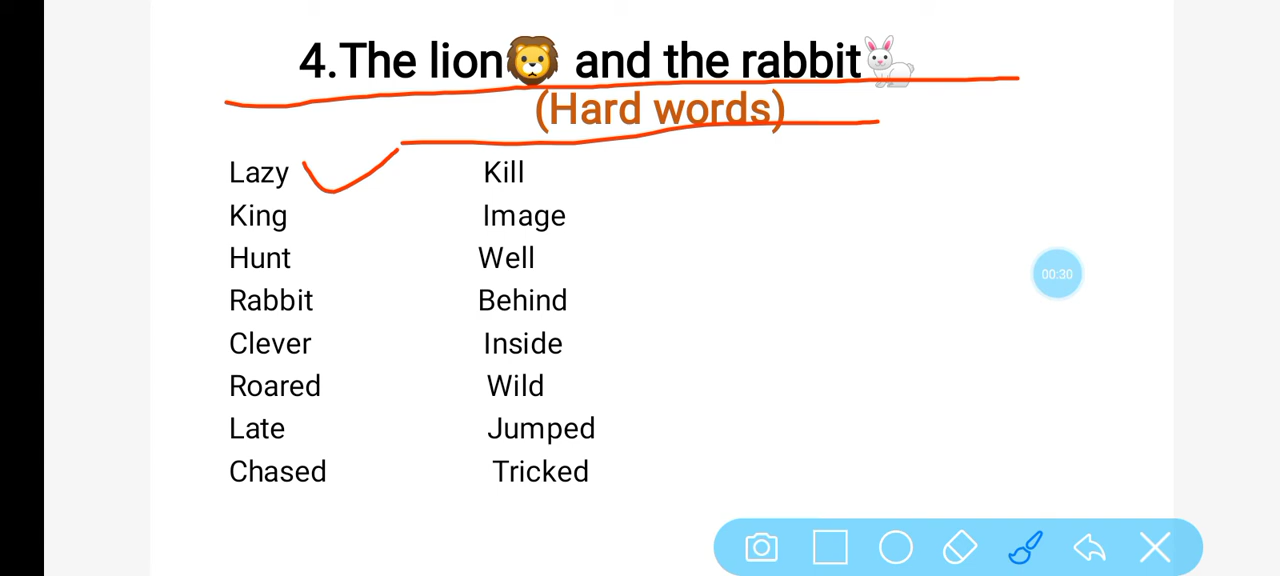 4.The lion🦁 and the rabbit🐇
(Hard words)
Lazy Kill
King Image
Hunt Well
Rabbit Behind
00:30
Clever Inside
Roared Wild
Late Jumped
Chased Tricked